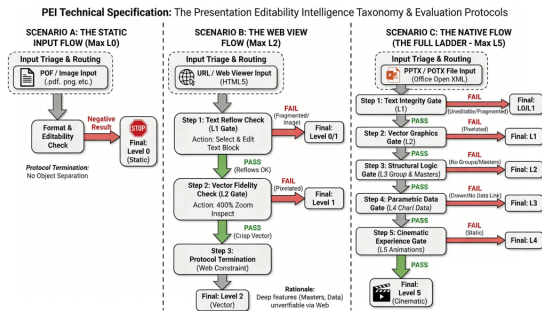 PEI Technical Specification: The Presentation Editability Intelligence Taxonomy & Evaluation Protocols
SCENARIO A: THE STATIC
INPUT FLOW (Max L0)
Input Triage & Routing
PDF / Image Input
(.pdf. .png, etc.)
Format &
Editability
Check
Negative
Result
STOP
Final:
Level 0
(Static)
Protocol Termination:
No Object Separation
SCENARIO B: THE WEB VIEW
FLOW (Max L2)
Input Triage & Routing
URL / Web Viewer Input
(HTML5)
Step 1: Text Reflow Check
(L1 Gate)
Action: Select & Edit
Text Block
FAIL
(Fragmented/
Image)
Final:
Level 0/1
PASS
(Reflows OK)
Step 2: Vector Fidelity
Check (L2 Gate)
Action: 400% Zoom
Inspect
FAIL
(Pixelated)
Final:
Level 1
PASS
(Crisp Vector)
Step 3:
Protocol Termination
(Web Constraint)
Final: Level 2
(Vector)
Rationale:
Deep features (Masters, Data)
unverifiable via Web
SCENARIO C: THE NATIVE FLOW
(THE FULL LADDER - Max L5)
Input Triage & Routing
PPTX / POTX File Input
(Office Open XML)
Step 1: Text Integrity Gate
(L1)
FAIL
(Uneditable/Fragmented)
Final:
L0/L1
PASS
Step 2: Vector Graphics
Gate (L2)
FAIL
(Pixelated)
Final: L1
PASS
Step 3: Structural Logic
Gate (L3 Group & Masters)
FAIL
(No Groups/Masters)
Final: L2
PASS
Step 4: Parametric Data
Gate (L4 Charl Data)
FAIL
(Crewn/No Data Link)
Final: L3
PASS
Step 5: Cinematic
Experience Gate
(L5 Animations)
FAIL
(Static)
Final: L4
PASS
Final:
Level 5
(Cinematic)